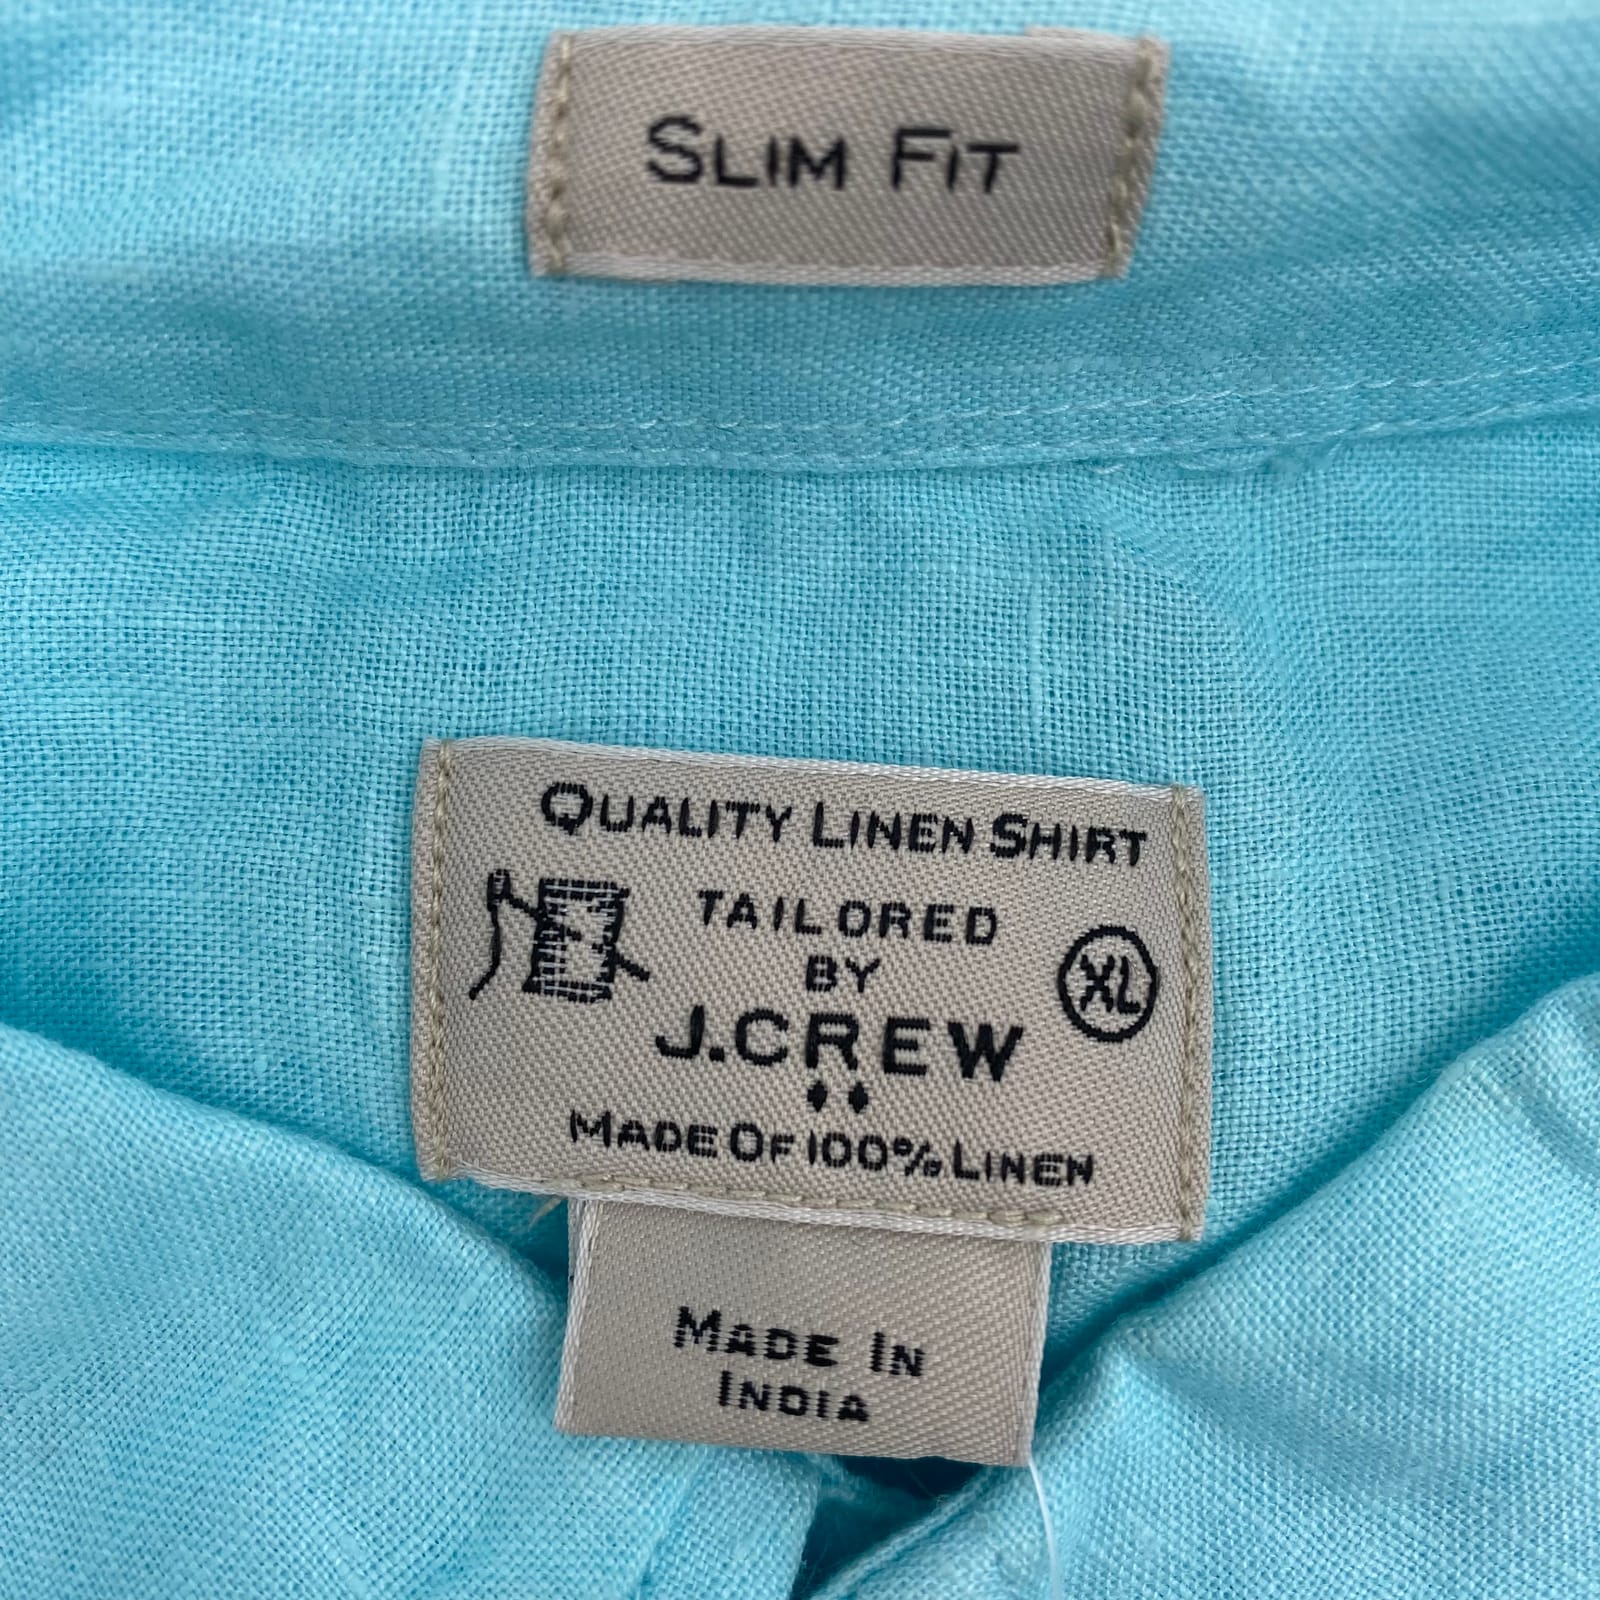 SLIM FIT
QUALITY LINEN SHIRT
TAILORED
BY
XL
J.CREW
MADE OF 100% LINEN
MADE IN
INDIA